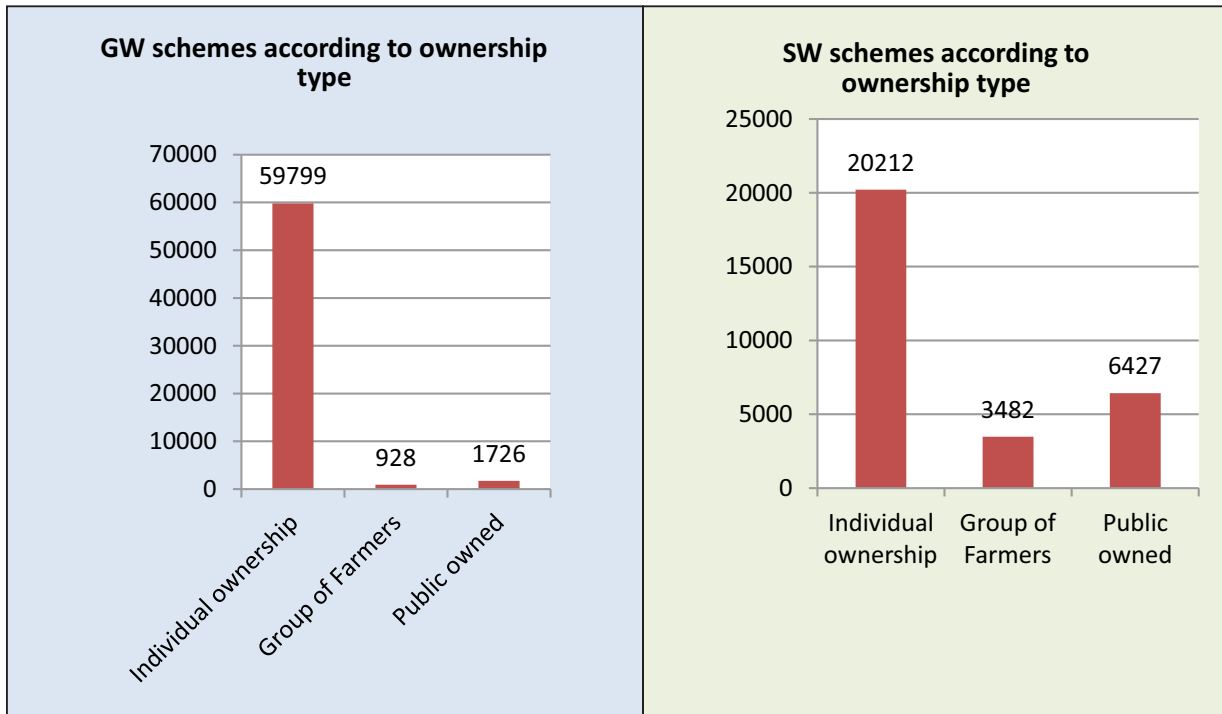 GW schemes according to ownership
type
70000
60000
50000
40000
30000
20000
10000
0
59799
928
1726
Individual ownership
Group of Farmers
Public owned
SW schemes according to
ownership type
25000
20000
15000
10000
5000
0
20212
3482
6427
Individual
ownership
Group of
Farmers
Public
owned